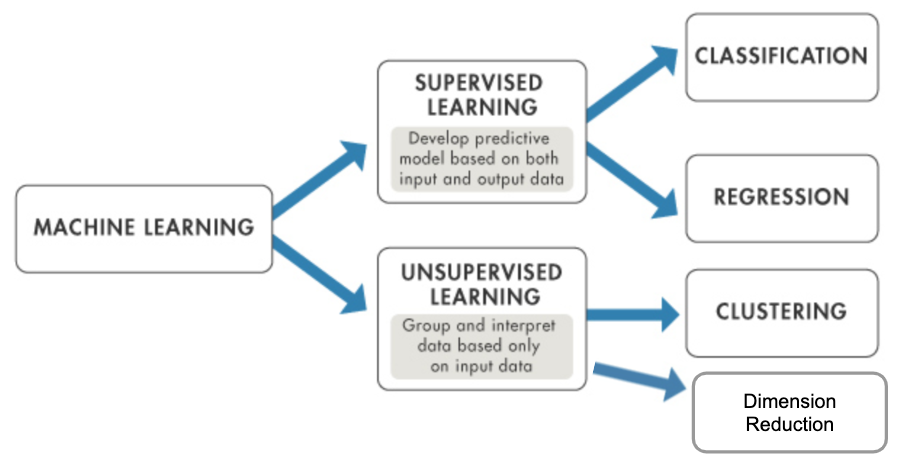 MACHINE LEARNING
SUPERVISED
LEARNING
Develop predictive
model based on both
input and output data
UNSUPERVISED
LEARNING
Group and interpret
data based only
on input data
CLASSIFICATION
REGRESSION
CLUSTERING
Dimension
Reduction